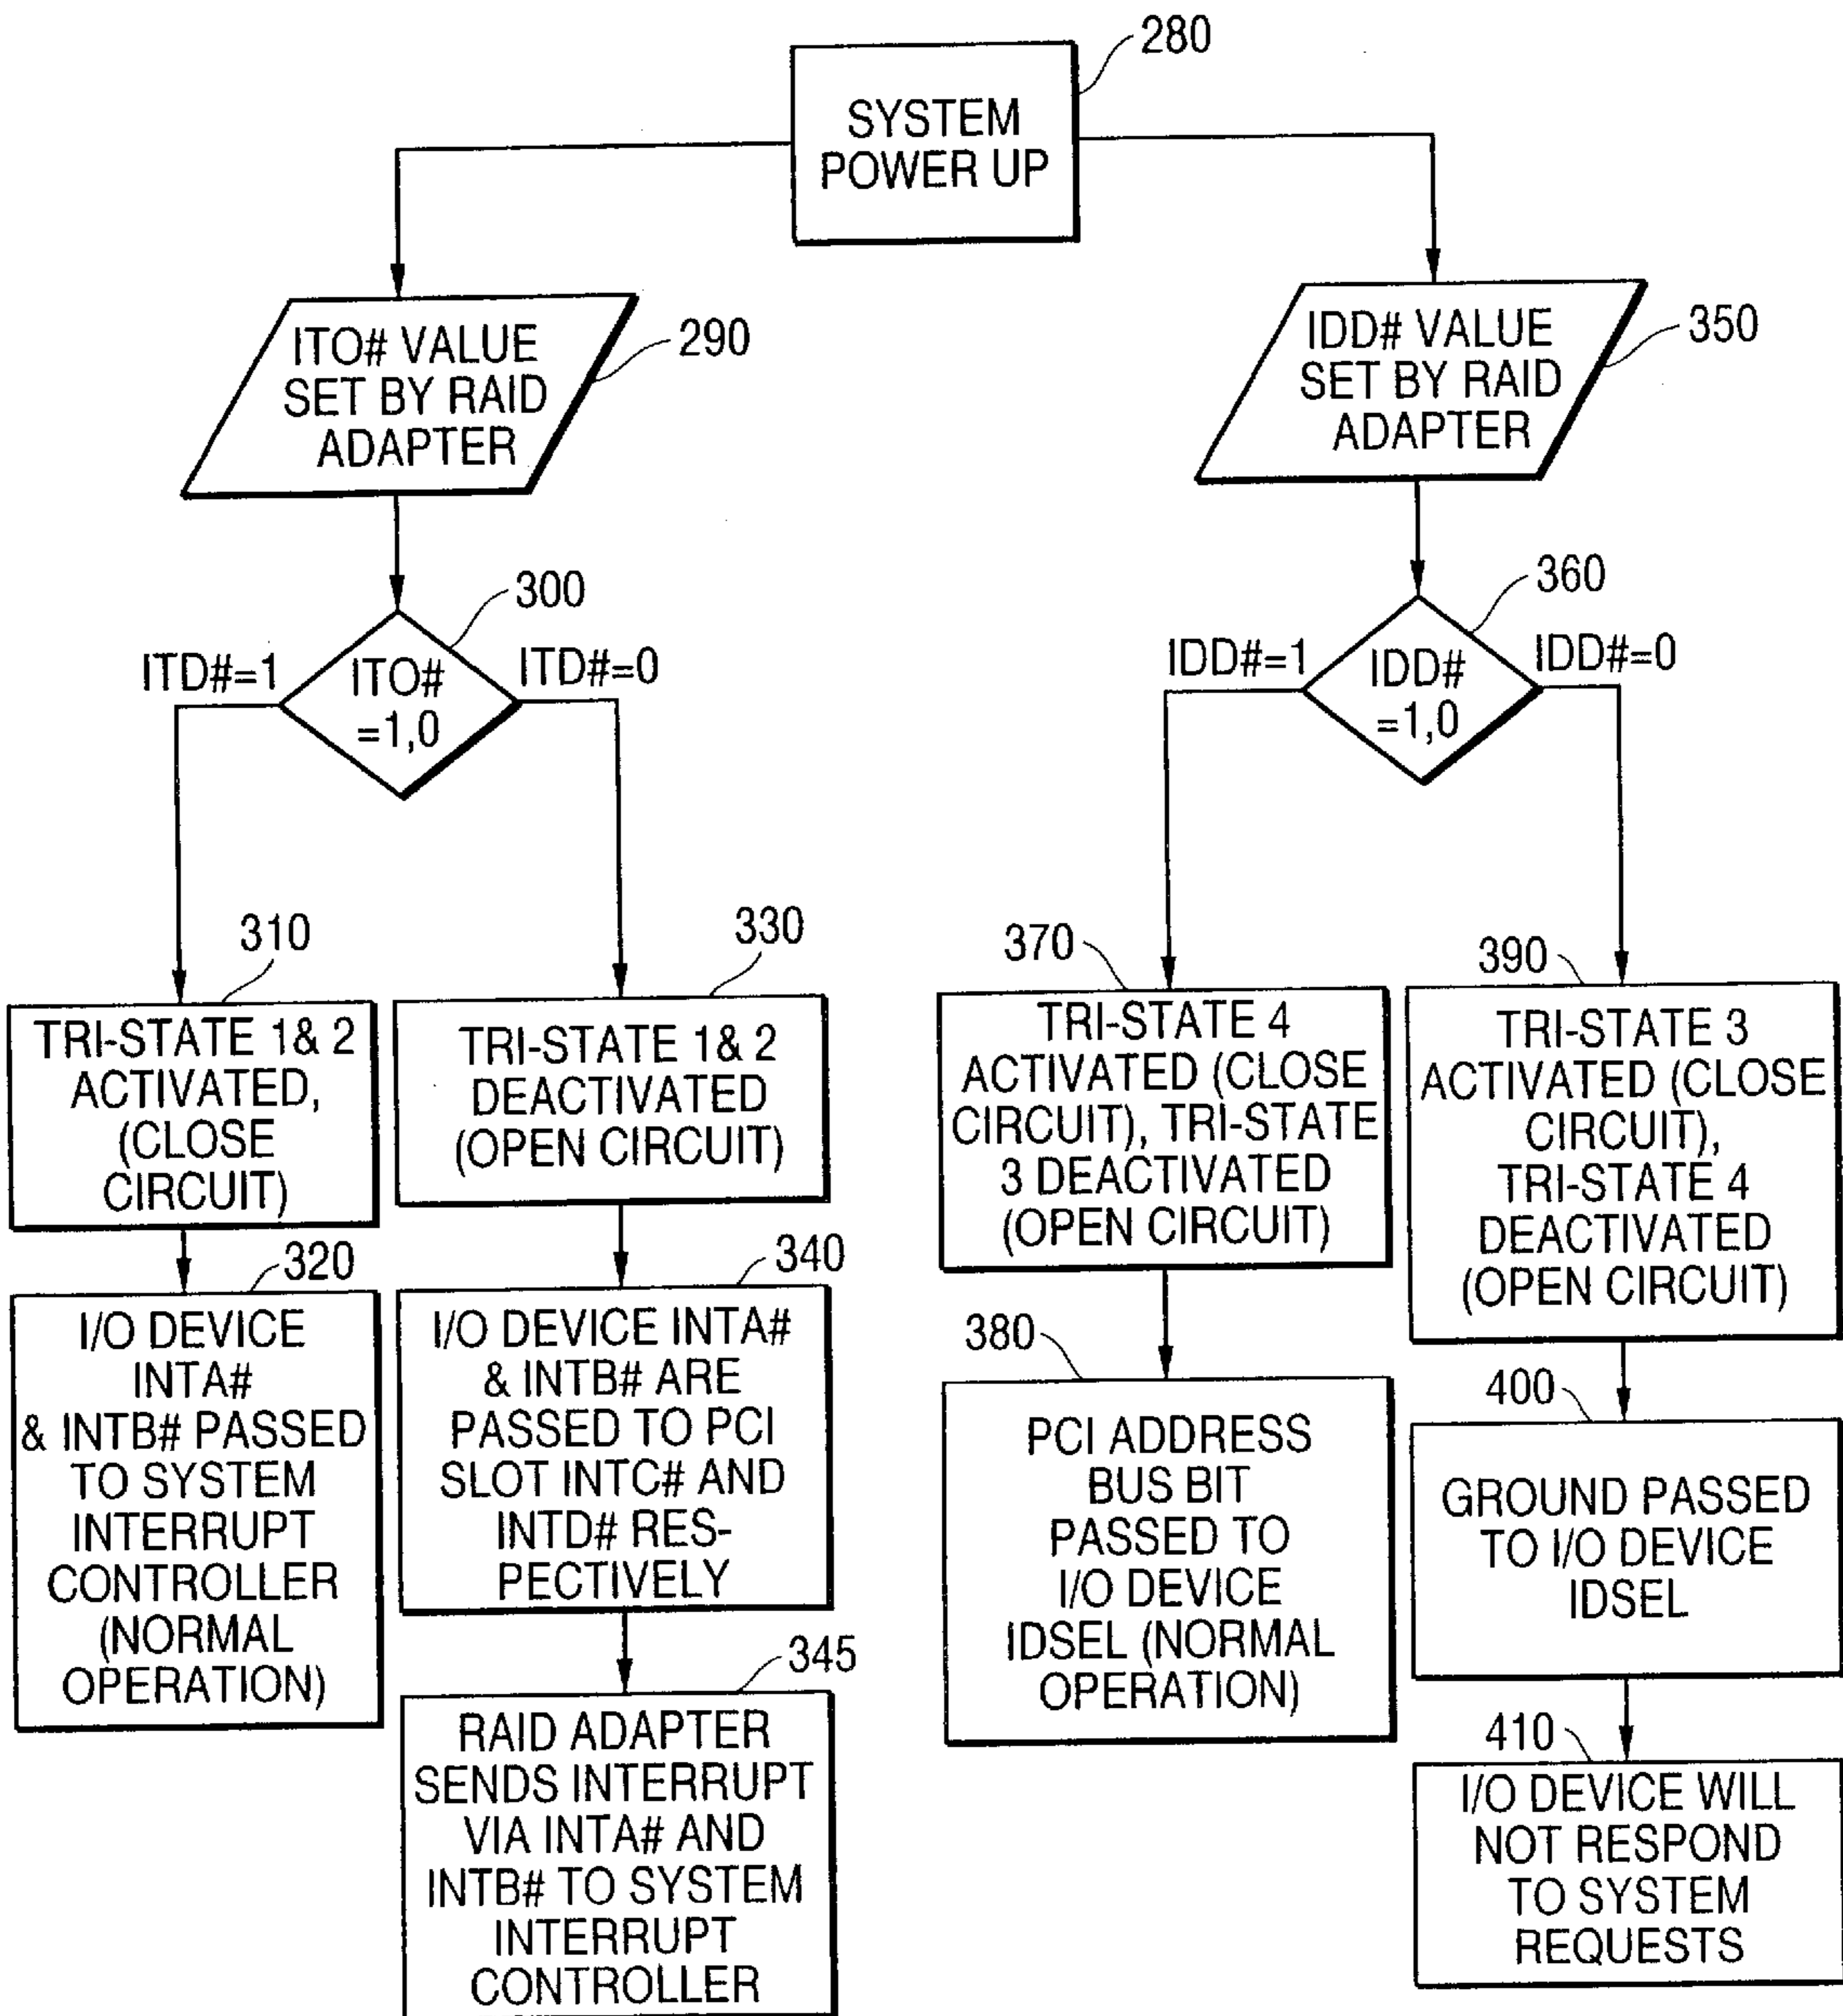 280
SYSTEM
POWER UP
ITO# VALUE
SET BY RAID
ADAPTER
290
300
ITD#=1
ITO#
=1,0
ITD#=0
310
TRI-STATE 1& 2
ACTIVATED,
(CLOSE
CIRCUIT)
320
I/O DEVICE
INTA#
& INTB# PASSED
TO SYSTEM
INTERRUPT
CONTROLLER
(NORMAL
OPERATION)
330
TRI-STATE 1& 2
DEACTIVATED
(OPEN CIRCUIT)
340
I/O DEVICE INTA#
& INTB# ARE
PASSED TO PCI
SLOT INTC# AND
INTD# RES-
PECTIVELY
345
RAID ADAPTER
SENDS INTERRUPT
VIA INTA# AND
INTB# TO SYSTEM
INTERRUPT
CONTROLLER
IDD# VALUE
SET BY RAID
ADAPTER
350
360
IDD#=1
IDD#
=1,0
IDD#=0
370
TRI-STATE 4
ACTIVATED (CLOSE
CIRCUIT), TRI-STATE
3 DEACTIVATED
(OPEN CIRCUIT)
380
PCI ADDRESS
BUS BIT
PASSED TO
I/O DEVICE
IDSEL (NORMAL
OPERATION)
390
TRI-STATE 3
ACTIVATED (CLOSE
CIRCUIT),
TRI-STATE 4
DEACTIVATED
(OPEN CIRCUIT)
400
GROUND PASSED
TO I/O DEVICE
IDSEL
410
I/O DEVICE WILL
NOT RESPOND
TO SYSTEM
REQUESTS